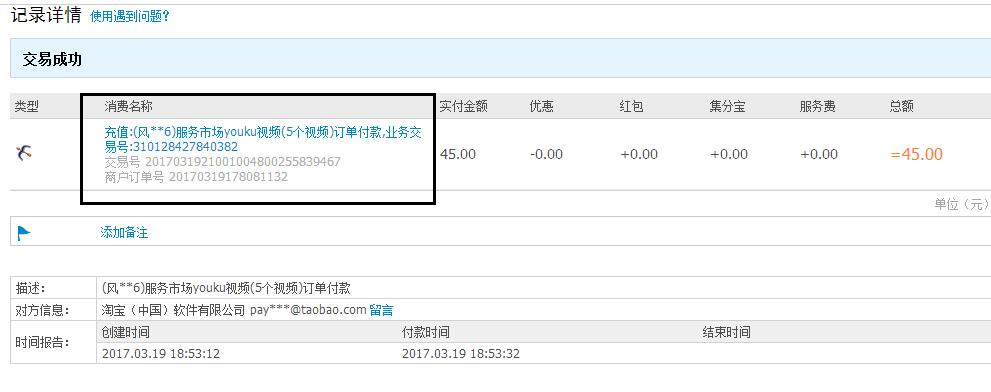 记录详情 使用遇到问题?
交易成功
类型 消费名称 实付金额 优惠 红包 集分宝 服务费 总额
充值:(风**6)服务市场youku视频(5个视频)订单付款,业务交
易号:310128427840382
交易号 2017031921001004800255839467
商户订单号 20170319178081132
45.00 -0.00 +0.00 +0.00 +0.00 =45.00
单位（元）
添加备注
描述: (风**6)服务市场youku视频(5个视频)订单付款
对方信息: 淘宝（中国）软件有限公司 pay***@taobao.com 留言
时间报告:
创建时间 付款时间 结束时间
2017.03.19 18:53:12 2017.03.19 18:53:32